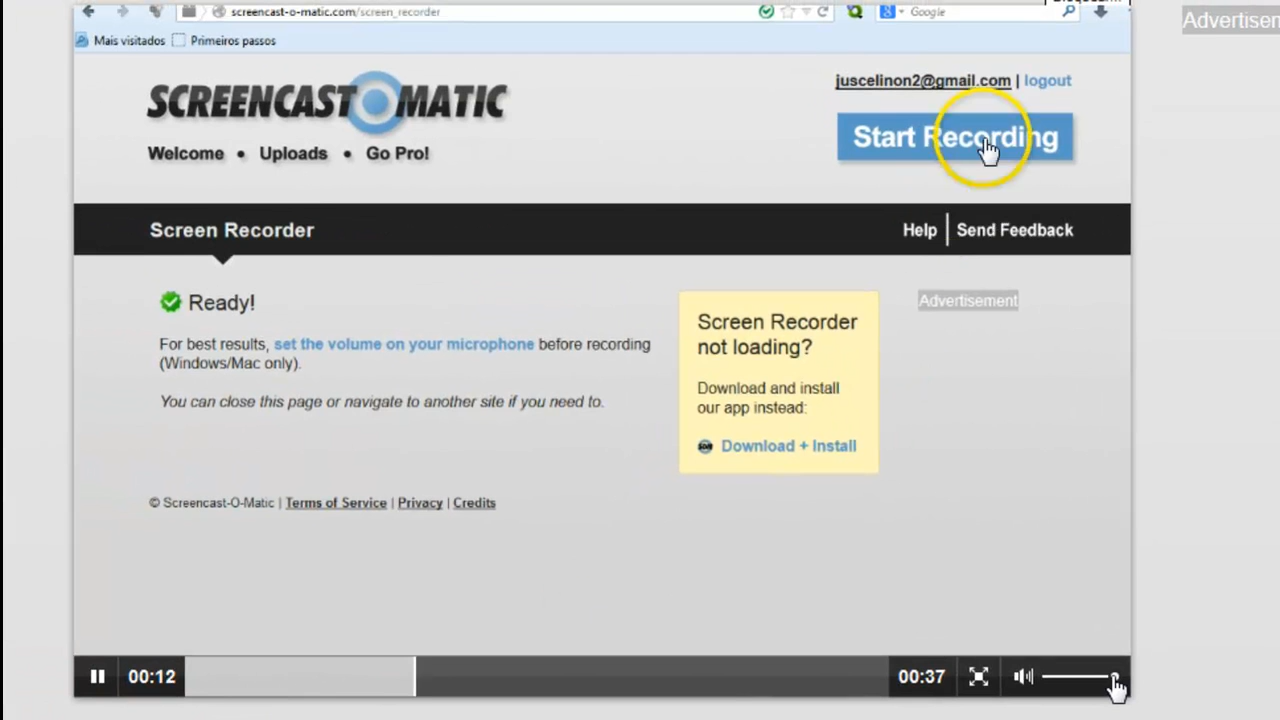 screencast-o-matic.com/screen_recorder
Google
Advertisen
Mais visitados
Primeiros passos
juscelinon2@gmail.com | logout
SCREENCAST O MATIC
Start Recording
Welcome • Uploads • Go Pro!
Screen Recorder
Help | Send Feedback
Ready!
For best results, set the volume on your microphone before recording
(Windows/Mac only).
You can close this page or navigate to another site if you need to.
Screen Recorder
not loading?
Download and install
our app instead:
SOM Download + Install
Advertisement
© Screencast-O-Matic | Terms of Service | Privacy | Credits
00:12
00:37